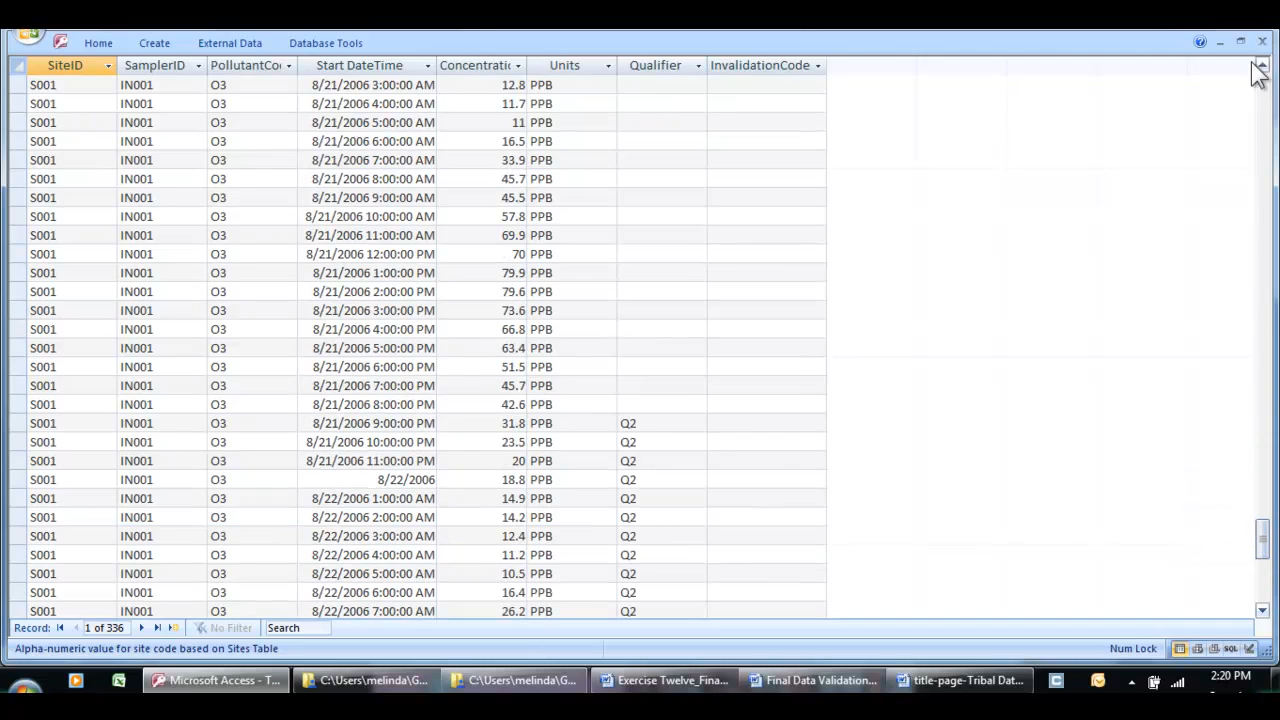 Home Create External Data Database Tools
SiteID SamplerID PollutantCo Start DateTime Concentratio Units Qualifier InvalidationCode
S001 IN001 O3 8/21/2006 3:00:00 AM 12.8 PPB
S001 IN001 O3 8/21/2006 4:00:00 AM 11.7 PPB
S001 IN001 O3 8/21/2006 5:00:00 AM 11 PPB
S001 IN001 O3 8/21/2006 6:00:00 AM 16.5 PPB
S001 IN001 O3 8/21/2006 7:00:00 AM 33.9 PPB
S001 IN001 O3 8/21/2006 8:00:00 AM 45.7 PPB
S001 IN001 O3 8/21/2006 9:00:00 AM 45.5 PPB
S001 IN001 O3 8/21/2006 10:00:00 AM 57.8 PPB
S001 IN001 O3 8/21/2006 11:00:00 AM 69.9 PPB
S001 IN001 O3 8/21/2006 12:00:00 PM 70 PPB
S001 IN001 O3 8/21/2006 1:00:00 PM 79.9 PPB
S001 IN001 O3 8/21/2006 2:00:00 PM 79.6 PPB
S001 IN001 O3 8/21/2006 3:00:00 PM 73.6 PPB
S001 IN001 O3 8/21/2006 4:00:00 PM 66.8 PPB
S001 IN001 O3 8/21/2006 5:00:00 PM 63.4 PPB
S001 IN001 O3 8/21/2006 6:00:00 PM 51.5 PPB
S001 IN001 O3 8/21/2006 7:00:00 PM 45.7 PPB
S001 IN001 O3 8/21/2006 8:00:00 PM 42.6 PPB
S001 IN001 O3 8/21/2006 9:00:00 PM 31.8 PPB Q2
S001 IN001 O3 8/21/2006 10:00:00 PM 23.5 PPB Q2
S001 IN001 O3 8/21/2006 11:00:00 PM 20 PPB Q2
S001 IN001 O3 8/22/2006 18.8 PPB Q2
S001 IN001 O3 8/22/2006 1:00:00 AM 14.9 PPB Q2
S001 IN001 O3 8/22/2006 2:00:00 AM 14.2 PPB Q2
S001 IN001 O3 8/22/2006 3:00:00 AM 12.4 PPB Q2
S001 IN001 O3 8/22/2006 4:00:00 AM 11.2 PPB Q2
S001 IN001 O3 8/22/2006 5:00:00 AM 10.5 PPB Q2
S001 IN001 O3 8/22/2006 6:00:00 AM 16.4 PPB Q2
S001 IN001 O3 8/22/2006 7:00:00 AM 26.2 PPB Q2
Record: 1 of 336 No Filter Search
Alpha-numeric value for site code based on Sites Table Num Lock SQL
Microsoft Access - T... C:\Users\melinda\G... C:\Users\melinda\G... Exercise Twelve_Fina... Final Data Validation... title-page-Tribal Dat... 2:20 PM